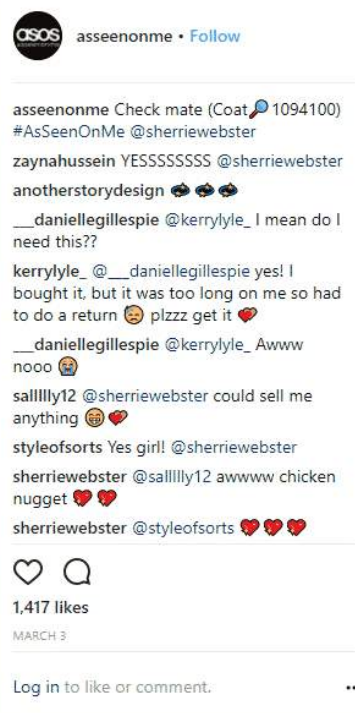 asos
asseenonme • Follow
asseenonme Check mate (Coat🔎 1094100)
#AsSeenOnMe @sherriewebster
zaynahussein YESSSSSSSS @sherriewebster
anotherstorydesign
___daniellegillespie @kerrylyle_ I mean do I
need this??
kerrylyle_ @___daniellegillespie yes! I
bought it, but it was too long on me so had
to do a return 😓 plzzz get it 💝
___daniellegillespie @kerrylyle_ Awww
nooo 😭
sallllly12 @sherriewebster could sell me
anything 😁💝
styleofsorts Yes girl! @sherriewebster
sherriewebster @sallllly12 awwww chicken
nugget 💖💖
sherriewebster @styleofsorts 💖💖💖
1,417 likes
MARCH 3
Log in to like or comment.